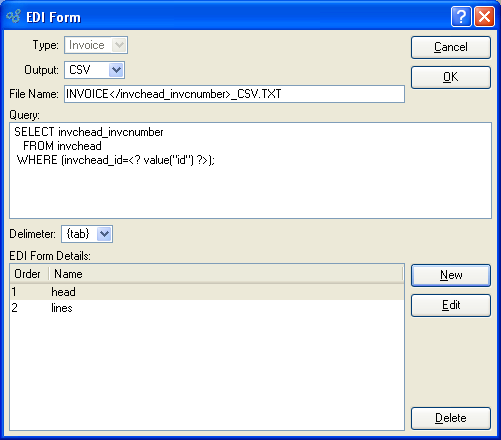 EDI Form
Type: Invoice
Cancel
Output: CSV
OK
File Name: INVOICE</invchead_invcnumber>_CSV.TXT
Query:
SELECT invchead_invcnumber
FROM invchead
WHERE (invchead_id=<? value("id") ?>);
Delimeter: {tab}
EDI Form Details:
Order Name
New
1 head
Edit
2 lines
Delete